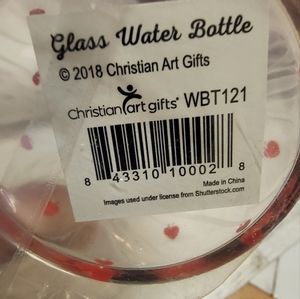 Glass Water Bottle
© 2018 Christian Art Gifts
Christian art gifts® WBT121
8 43310 10002 8
Made in China
Images used under license from Shutterstock.com